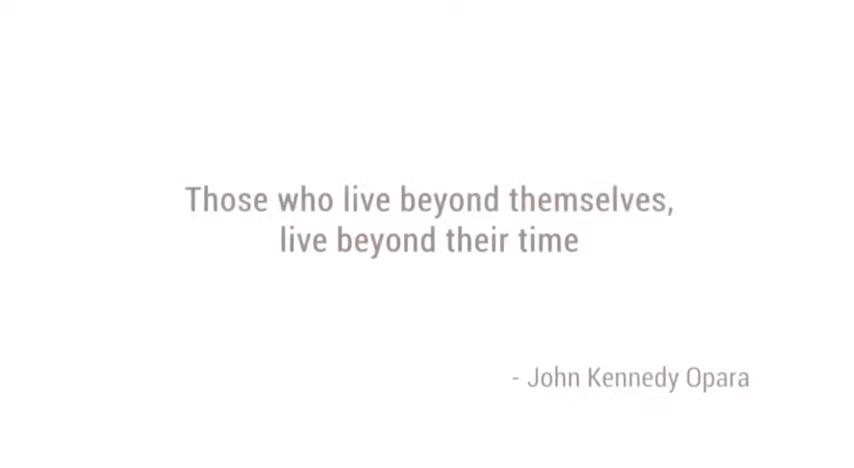 Those who live beyond themselves,
live beyond their time
- John Kennedy Opara